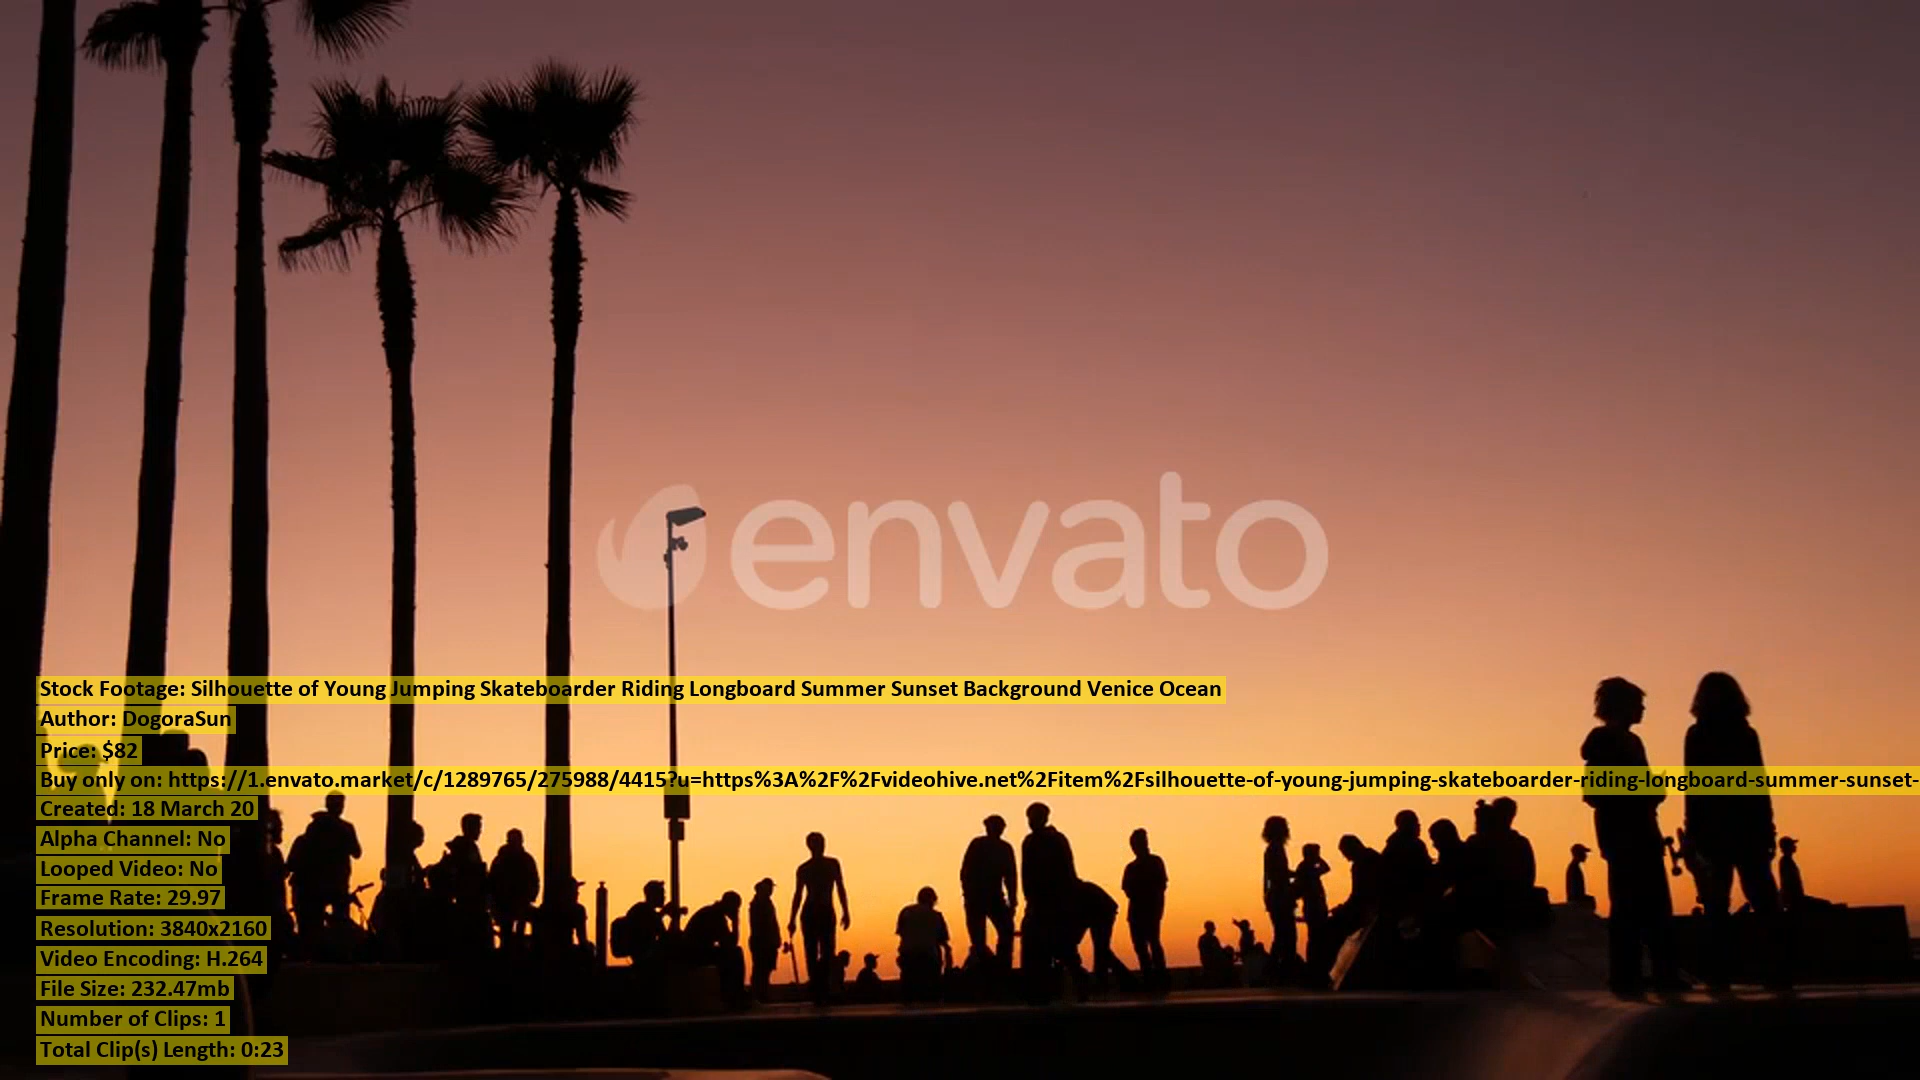 envato
Stock Footage: Silhouette of Young Jumping Skateboarder Riding Longboard Summer Sunset Background Venice Ocean
Author: DogoraSun
Price: $82
Buy only on: https://1.envato.market/c/1289765/275988/4415?u=https%3A%2F%2Fvideohive.net%2Fitem%2Fsilhouette-of-young-jumping-skateboarder-riding-longboard-summer-sunset-
Created: 18 March 20
Alpha Channel: No
Looped Video: No
Frame Rate: 29.97
Resolution: 3840x2160
Video Encoding: H.264
File Size: 232.47mb
Number of Clips: 1
Total Clip(s) Length: 0:23